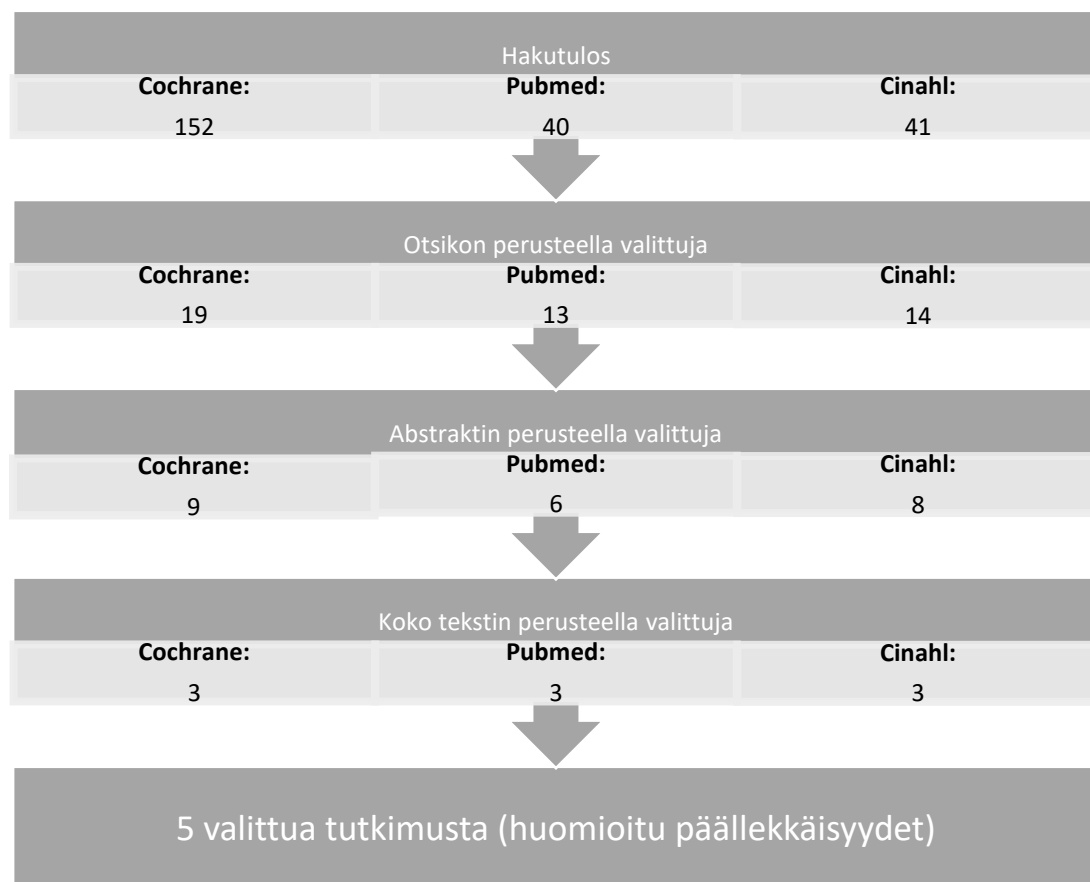 Hakutulos
Cochrane: Pubmed: Cinahl:
152 40 41
Otsikon perusteella valittuja
Cochrane: Pubmed: Cinahl:
19 13 14
Abstraktin perusteella valittuja
Cochrane: Pubmed: Cinahl:
9 6 8
Koko tekstin perusteella valittuja
Cochrane: Pubmed: Cinahl:
3 3 3
5 valittua tutkimusta (huomioitu päällekkäisyydet)